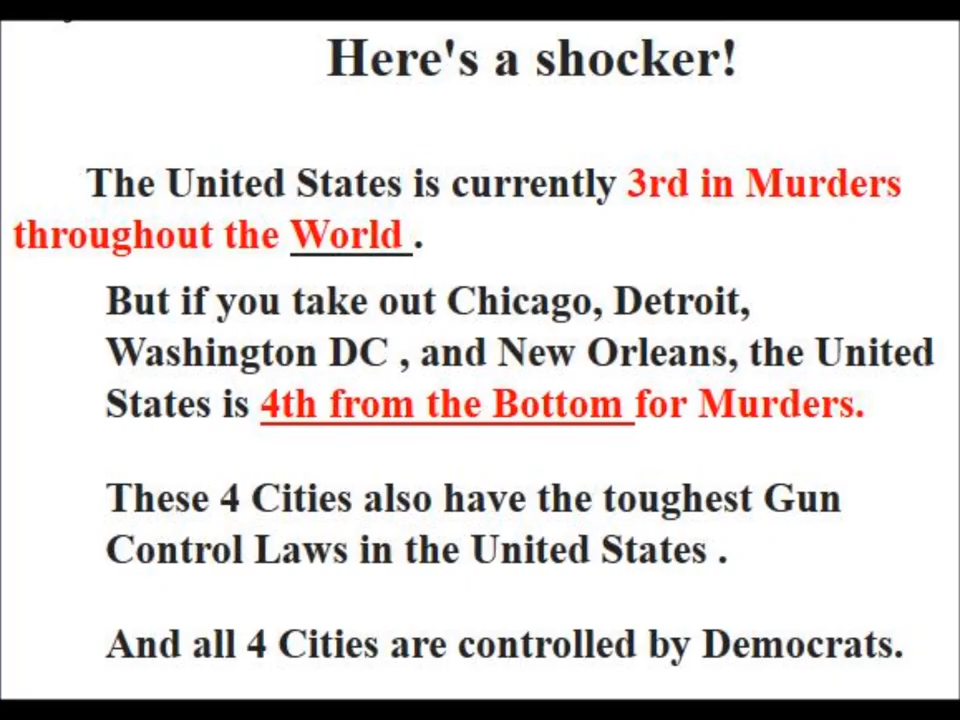 Here's a shocker!
The United States is currently 3rd in Murders
throughout the World .
But if you take out Chicago, Detroit,
Washington DC , and New Orleans, the United
States is 4th from the Bottom for Murders.
These 4 Cities also have the toughest Gun
Control Laws in the United States .
And all 4 Cities are controlled by Democrats.